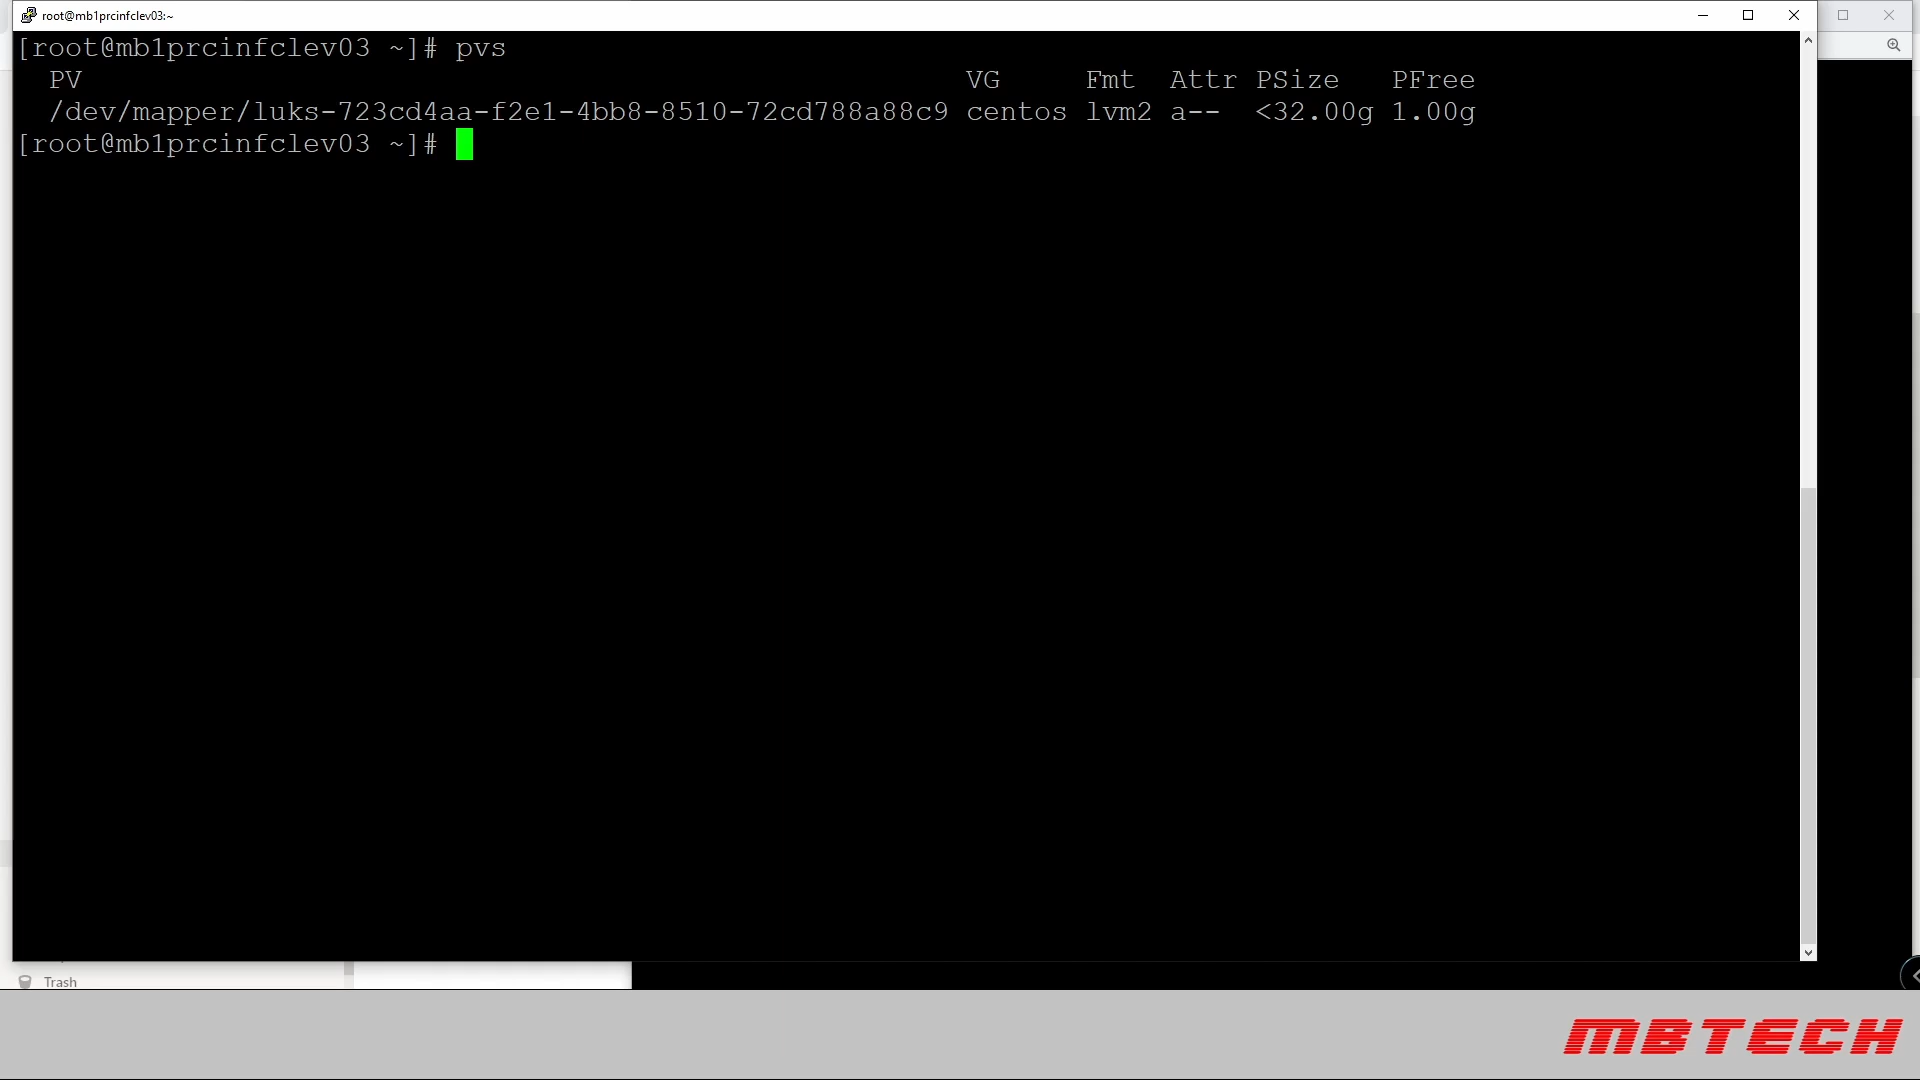 root@mb1prcinfclev03:~
[root@mb1prcinfclev03 ~]# pvs
  PV                                                    VG     Fmt  Attr PSize   PFree
  /dev/mapper/luks-723cd4aa-f2e1-4bb8-8510-72cd788a88c9 centos lvm2 a--  <32.00g 1.00g
[root@mb1prcinfclev03 ~]#
Trash
MBTECH